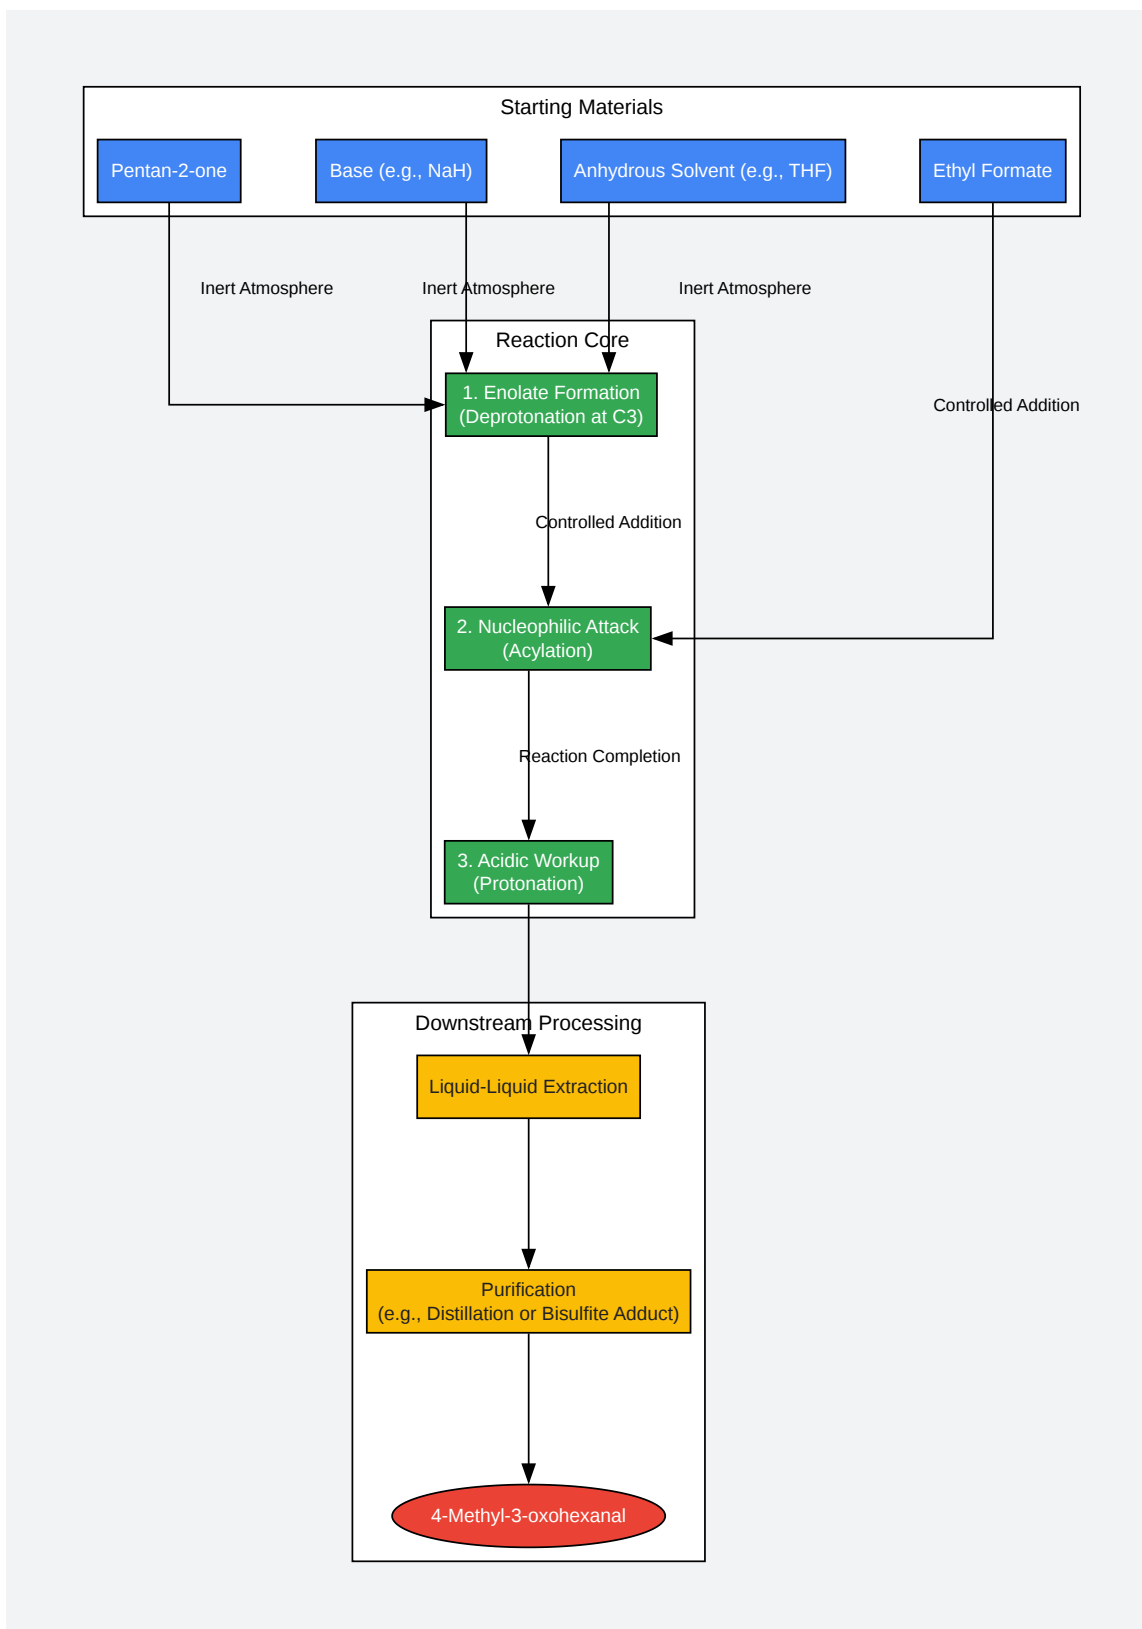 Starting Materials
Pentan-2-one
Base (e.g., NaH)
Anhydrous Solvent (e.g., THF)
Ethyl Formate
Inert Atmosphere
Inert Atmosphere
Inert Atmosphere
Reaction Core
1. Enolate Formation
(Deprotonation at C3)
Controlled Addition
Controlled Addition
2. Nucleophilic Attack
(Acylation)
Reaction Completion
3. Acidic Workup
(Protonation)
Downstream Processing
Liquid-Liquid Extraction
Purification
(e.g., Distillation or Bisulfite Adduct)
4-Methyl-3-oxohexanal